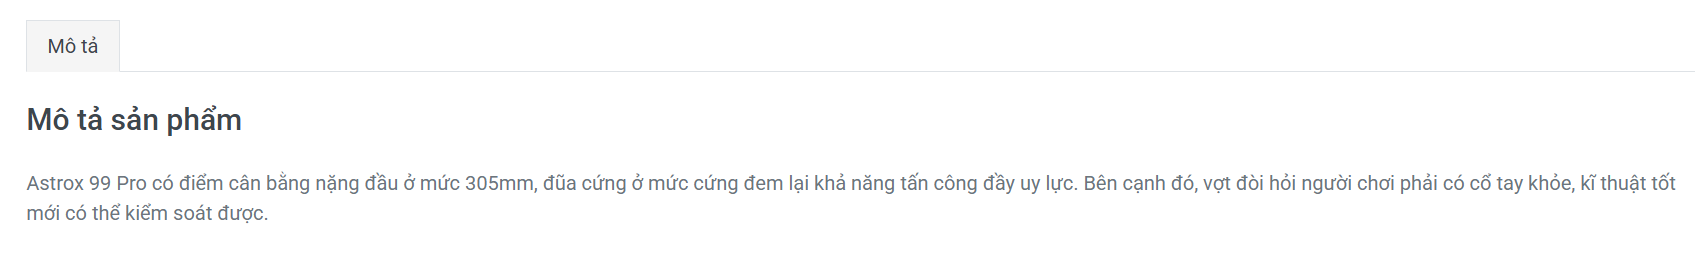 Mô tả
Mô tả sản phẩm
Astrox 99 Pro có điểm cân bằng nặng đầu ở mức 305mm, đũa cứng ở mức cứng đem lại khả năng tấn công đầy uy lực. Bên cạnh đó, vợt đòi hỏi người chơi phải có cổ tay khỏe, kĩ thuật tốt
mới có thể kiểm soát được.